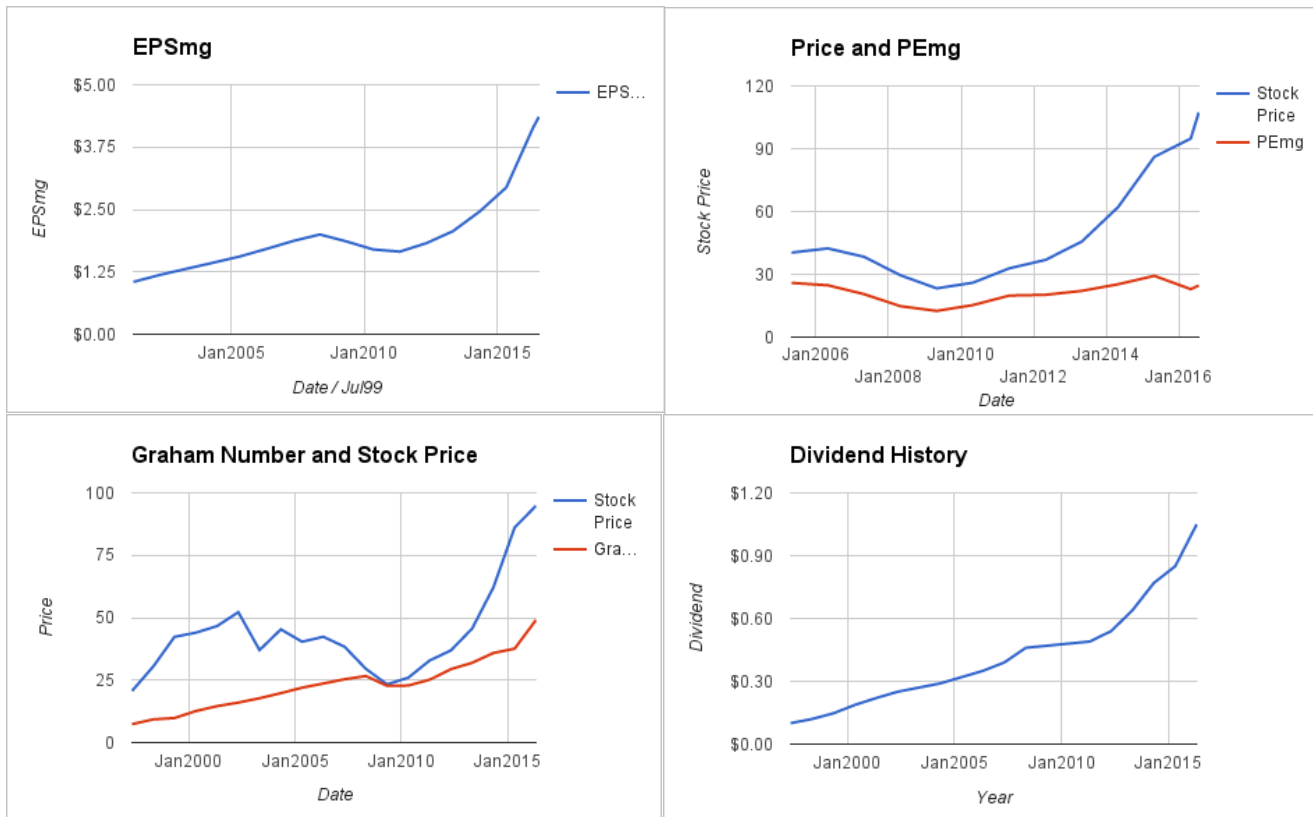 EPSmg
$5.00
$3.75
$2.50
$1.25
$0.00
EPSmg
EPS...
Jan2005
Jan2010
Jan2015
Date / Jul99
Price and PEmg
120
90
60
30
0
Stock Price
Stock
Price
PEmg
Jan2006
Jan2010
Jan2014
Jan2008
Jan2012
Jan2016
Date
Graham Number and Stock Price
100
75
50
25
0
Price
Stock
Price
Gra...
Jan2000
Jan2005
Jan2010
Jan2015
Date
Dividend History
$1.20
$0.90
$0.60
$0.30
$0.00
Dividend
Jan2000
Jan2005
Jan2010
Jan2015
Year